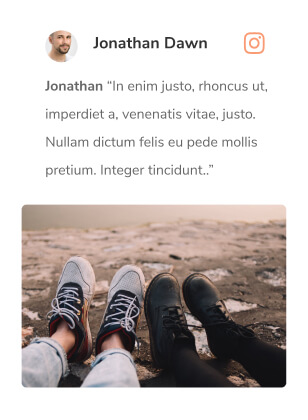 Jonathan Dawn
Jonathan “In enim justo, rhoncus ut,
imperdiet a, venenatis vitae, justo.
Nullam dictum felis eu pede mollis
pretium. Integer tincidunt..”